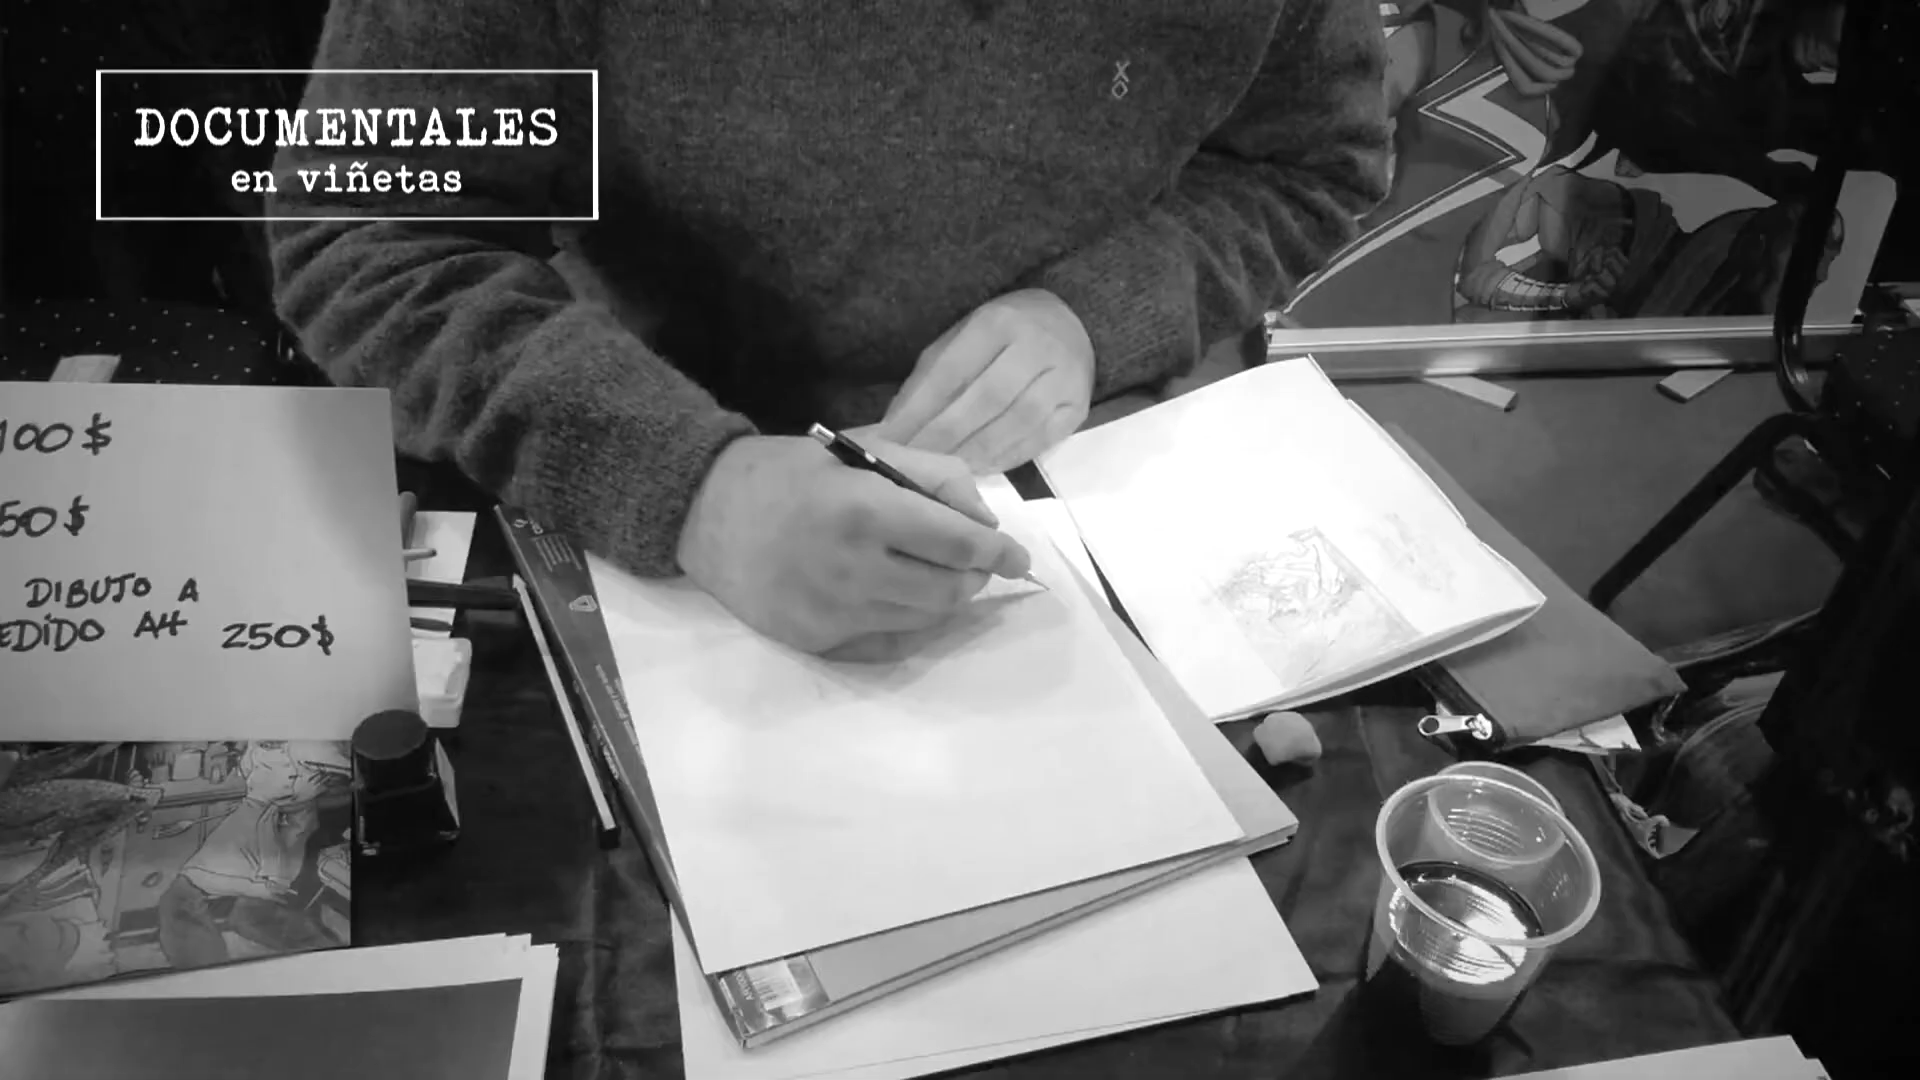 DOCUMENTALES
en viñetas
100$
50$
DIBUJO A
EDIDO A4 250$